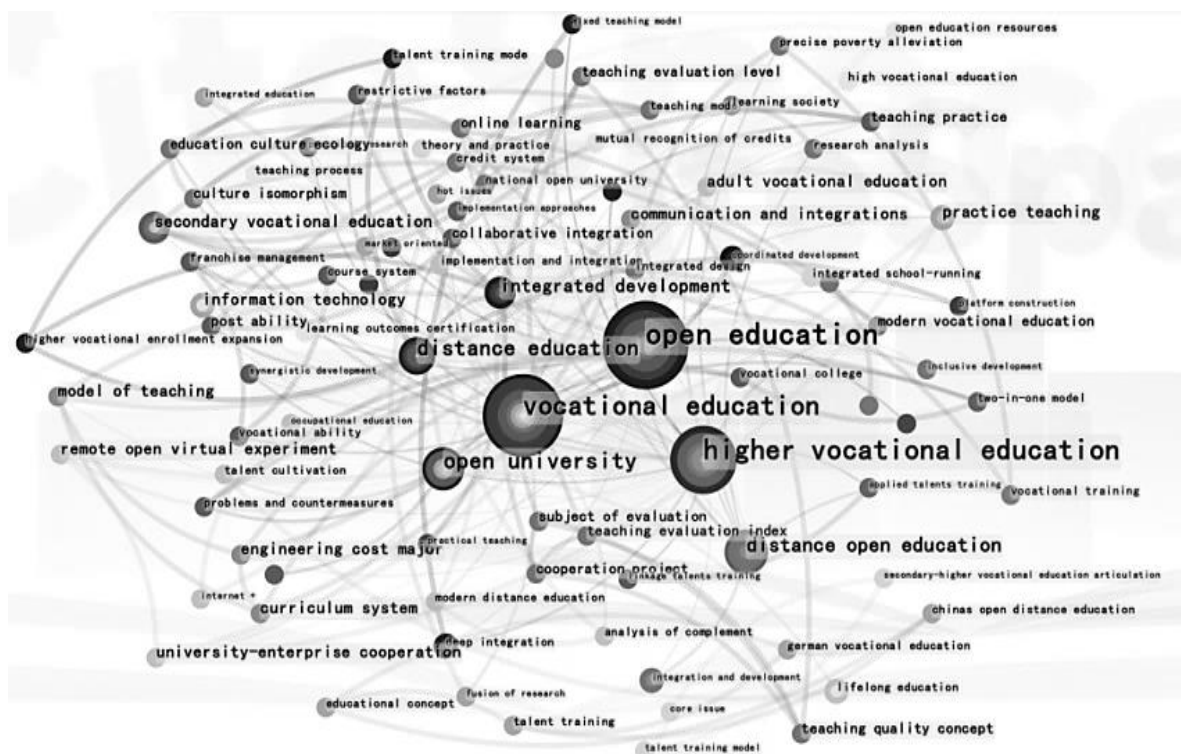 mixed teaching model
open education resources
precise poverty alleviation
talent training mode
teaching evaluation level
high vocational education
integrated education
restrictive factors
teaching mod
learning society
online learning
teaching practice
mutual recognition of credits
education culture ecology
research
theory and practice
research analysis
credit system
teaching process
national open university
adult vocational education
hot issues
culture isomorphism
implementation approaches
communication and integrations
practice teaching
secondary vocational education
collaborative integration
market oriented
coordinated development
franchise management
implementation and integration
integrated design
course system
integrated school-running
integrated development
information technology
platform construction
post ability
learning outcomes certification
modern vocational education
open education
higher vocational enrollment expansion
distance education
inclusive development
synergistic development
vocational college
model of teaching
two-in-one model
vocational education
occupational education
vocational ability
remote open virtual experiment
higher vocational education
open university
talent cultivation
applied talents training
vocational training
problems and countermeasures
subject of evaluation
teaching evaluation index
practical teaching
distance open education
engineering cost major
cooperation project
linkage talents training
secondary-higher vocational education articulation
internet +
modern distance education
curriculum system
chinas open distance education
analysis of complement
deep integration
german vocational education
university-enterprise cooperation
integration and development
lifelong education
fusion of research
educational concept
core issue
talent training
teaching quality concept
talent training model